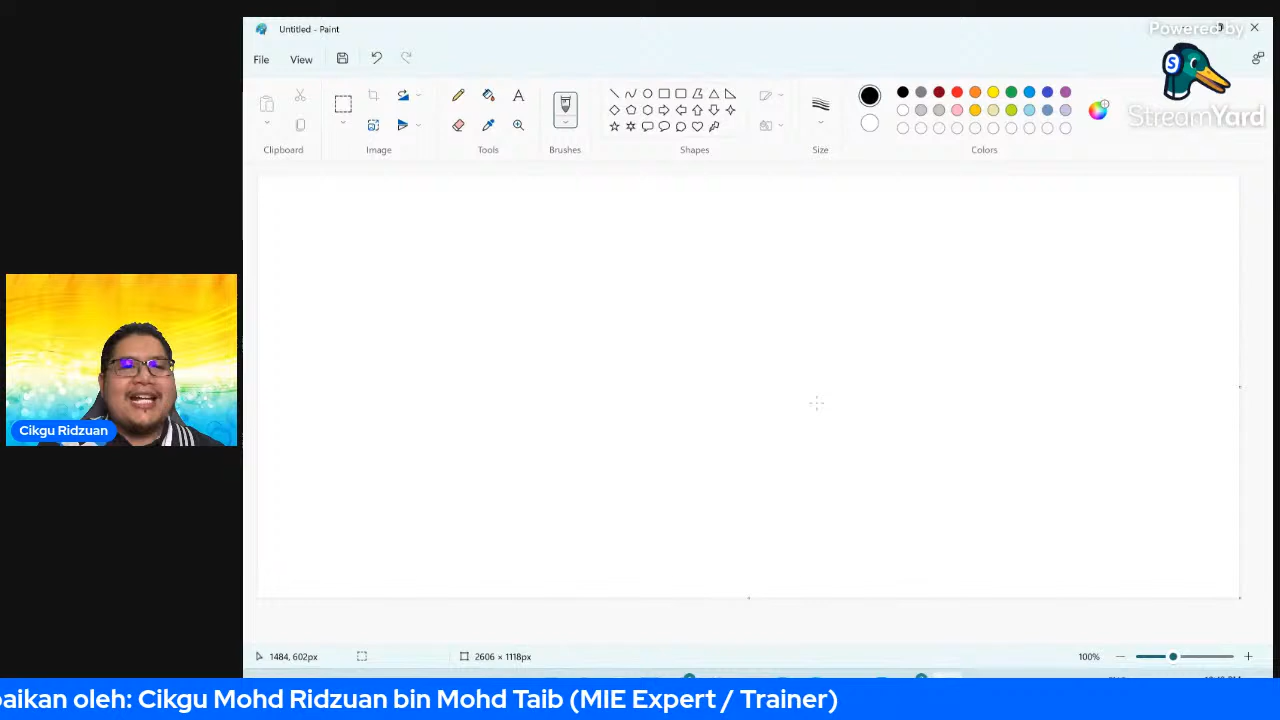 Untitled - Paint
Powered by
File
View
StreamYard
Clipboard
Image
Tools
Brushes
Shapes
Size
Colors
Cikgu Ridzuan
1484, 602px
2606 × 1118px
100%
paikan oleh: Cikgu Mohd Ridzuan bin Mohd Taib (MIE Expert / Trainer)